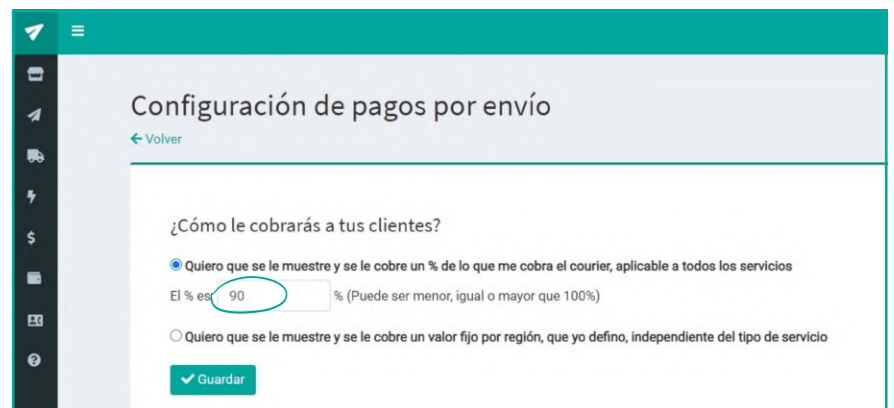 Configuración de pagos por envío
Volver
¿Cómo le cobrarás a tus clientes?
Quiero que se le muestre y se le cobre un % de lo que me cobra el courier, aplicable a todos los servicios
El % es: 90 % (Puede ser menor, igual o mayor que 100%)
Quiero que se le muestre y se le cobre un valor fijo por región, que yo defino, independiente del tipo de servicio
Guardar